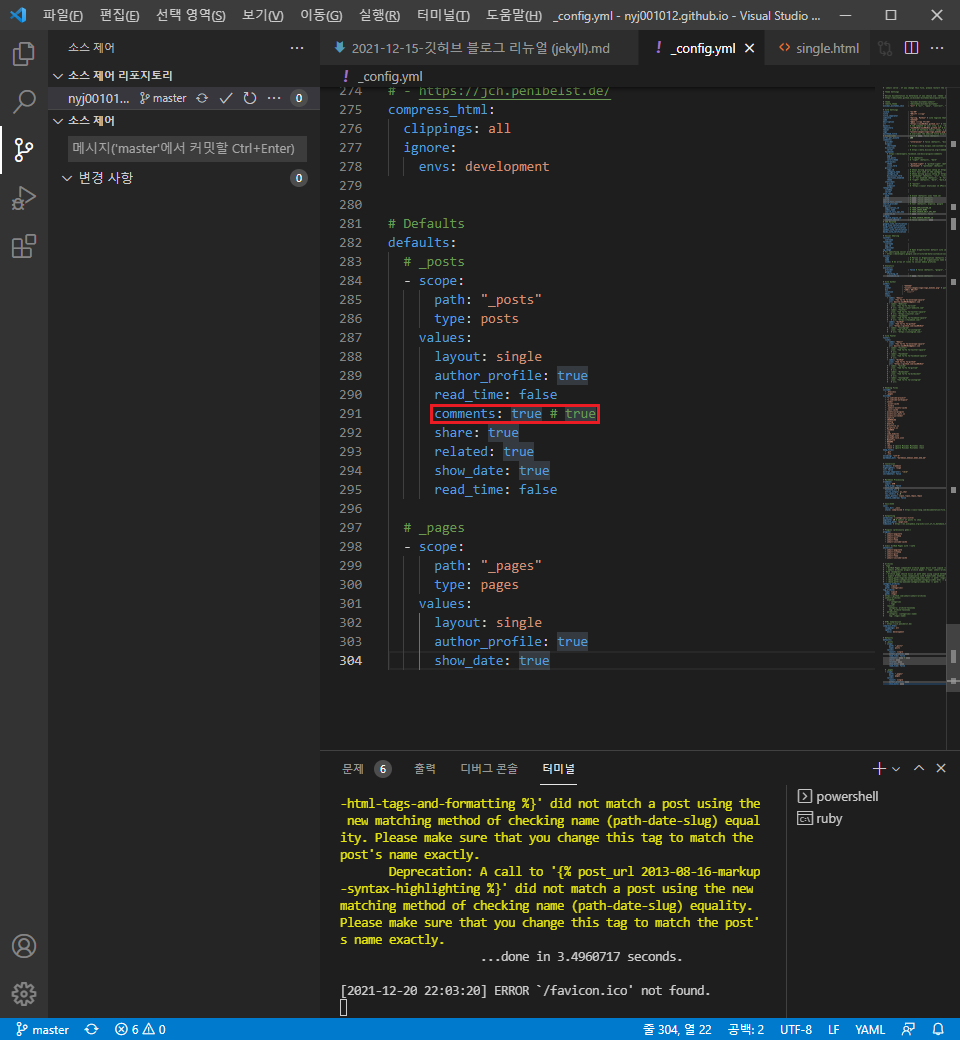 파일(F) 편집(E) 선택 영역(S) 보기(V) 이동(G) 실행(R) 터미널(T) 도움말(H) _config.yml - nyj001012.github.io - Visual Studio ...
소스 제어
2021-12-15-깃허브 블로그 리뉴얼 (jekyll).md
! _config.yml
<> single.html
소스 제어 리포지토리
nyj00101... master 0
소스 제어
메시지('master'에서 커밋할 Ctrl+Enter)
변경 사항 0
! _config.yml
274 # - https://jch.penibelst.de/
275 compress_html:
276 clippings: all
277 ignore:
278 envs: development
279
280
281 # Defaults
282 defaults:
283 # _posts
284 - scope:
285 path: "_posts"
286 type: posts
287 values:
288 layout: single
289 author_profile: true
290 read_time: false
291 comments: true # true
292 share: true
293 related: true
294 show_date: true
295 read_time: false
296
297 # _pages
298 - scope:
299 path: "_pages"
300 type: pages
301 values:
302 layout: single
303 author_profile: true
304 show_date: true
문제 6 출력 디버그 콘솔 터미널
-html-tags-and-formatting %}' did not match a post using the
new matching method of checking name (path-date-slug) equal
ity. Please make sure that you change this tag to match the
post's name exactly.
Deprecation: A call to '{% post_url 2013-08-16-markup
-syntax-highlighting %}' did not match a post using the new
matching method of checking name (path-date-slug) equality.
Please make sure that you change this tag to match the post'
s name exactly.
...done in 3.4960717 seconds.
[2021-12-20 22:03:20] ERROR `/favicon.ico' not found.
powershell
ruby
master 6 0 줄 304, 열 22 공백: 2 UTF-8 LF YAML